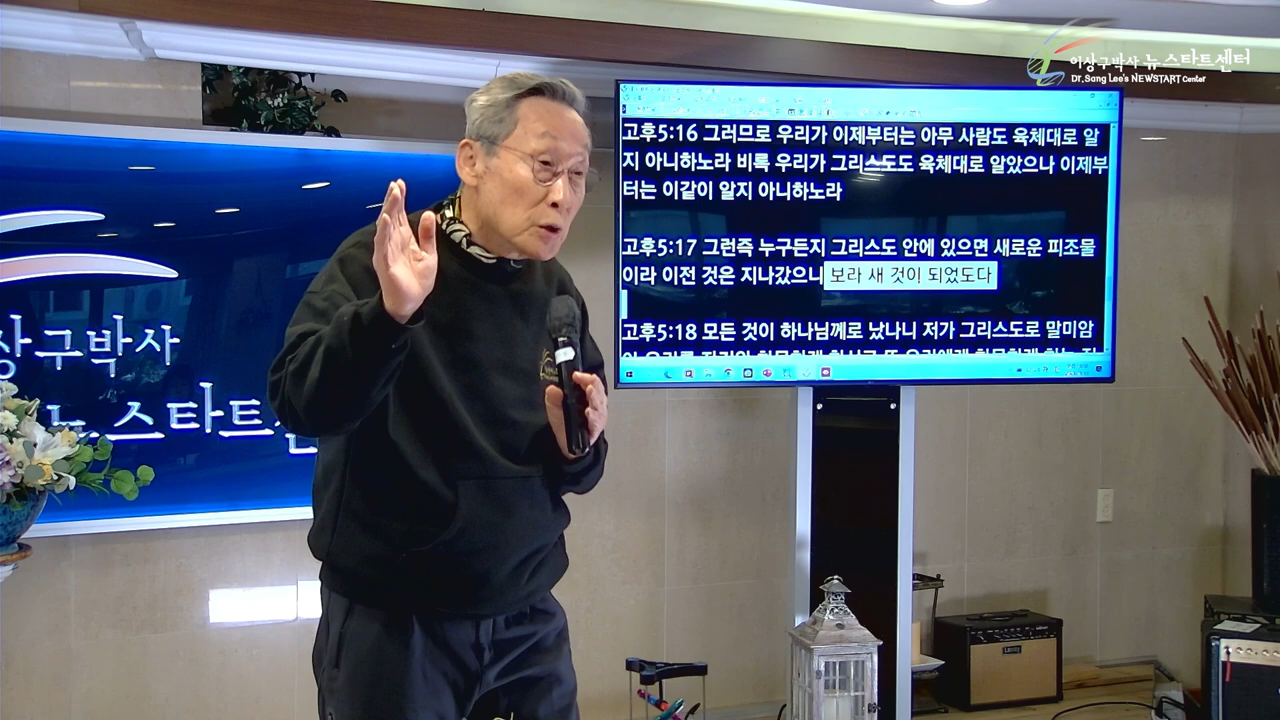 이상구박사 뉴스타트센터
Dr. Sang Lee's NEWSTART Center
고후5:16 그러므로 우리가 이제부터는 아무 사람도 육체대로 알
지 아니하노라 비록 우리가 그리스도도 육체대로 알았으나 이제부
터는 이같이 알지 아니하노라
고후5:17 그런즉 누구든지 그리스도 안에 있으면 새로운 피조물
이라 이전 것은 지나갔으니 보라 새 것이 되었도다
고후5:18 모든 것이 하나님께로 났나니 저가 그리스도로 말미암
상구박사
뉴 스타트센
Laney